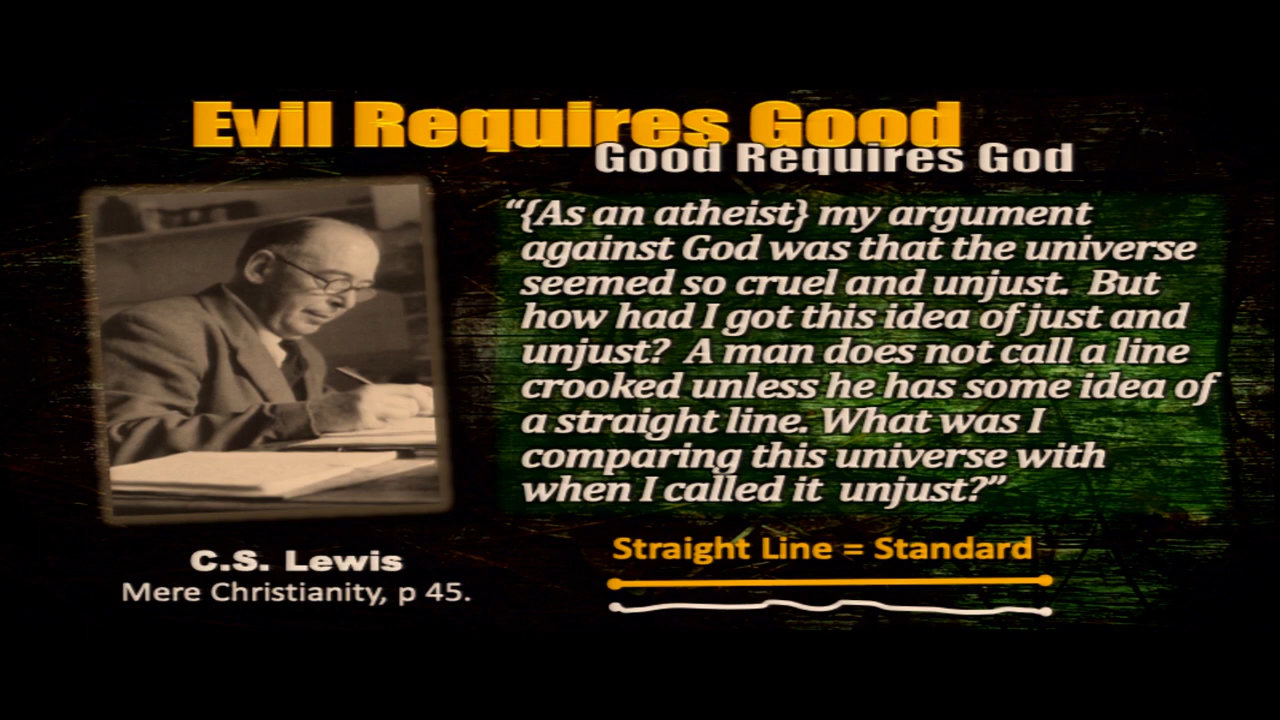 Evil Requires Good
Good Requires God
“{As an atheist} my argument
against God was that the universe
seemed so cruel and unjust.  But
how had I got this idea of just and
unjust?  A man does not call a line
crooked unless he has some idea of
a straight line. What was I
comparing this universe with
when I called it  unjust?”
C.S. Lewis
Mere Christianity, p 45.
Straight Line = Standard